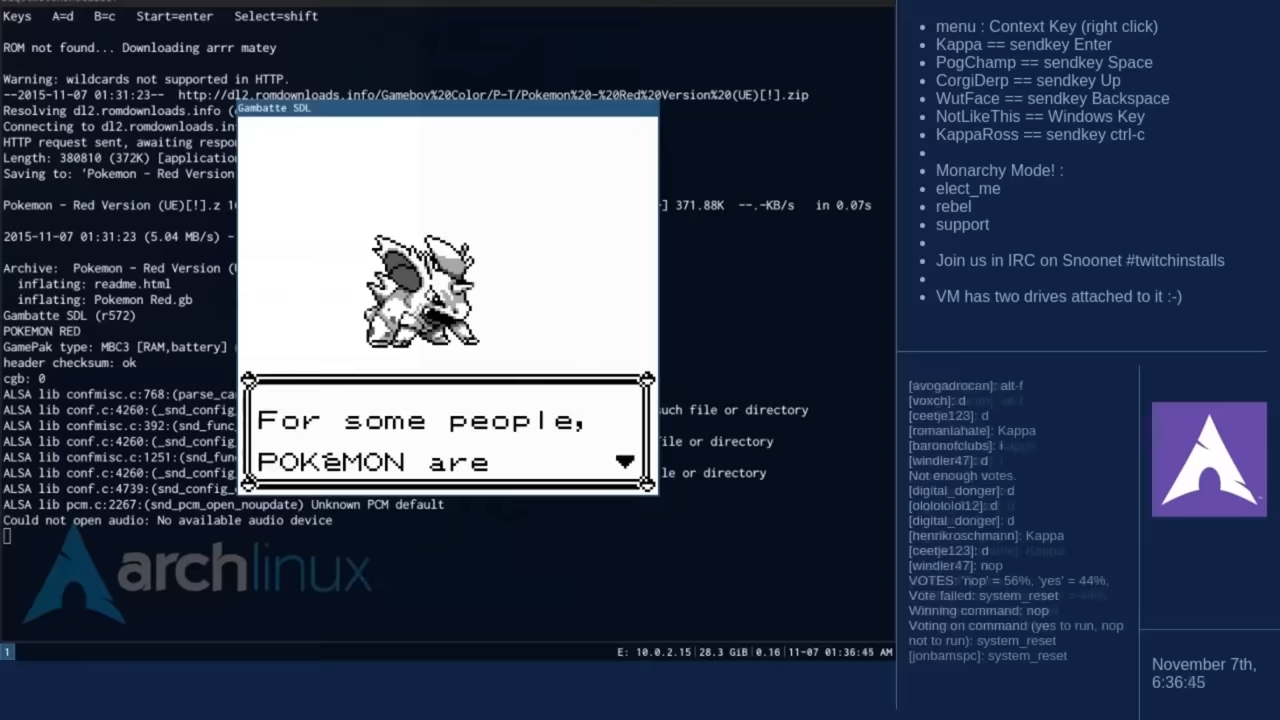 Keys   A=d   B=c   Start=enter   Select=shift
ROM not found... Downloading arrr matey
Warning: wildcards not supported in HTTP.
--2015-11-07 01:31:23--  http://dl2.romdownloads.info/Gameboy%20Color/P-T/Pokemon%20-%20Red%20Version%20(UE)[!].zip
Resolving dl2.romdownloads.info (
Connecting to dl2.romdownloads.in
HTTP request sent, awaiting respo
Length: 380810 (372K) [applicatio
Saving to: 'Pokemon - Red Version
Pokemon - Red Version (UE)[!].z 1
] 371.88K  --.-KB/s   in 0.07s
2015-11-07 01:31:23 (5.04 MB/s) -
Archive:  Pokemon - Red Version (
inflating: readme.html
inflating: Pokemon Red.gb
Gambatte SDL (r572)
POKEMON RED
GamePak type: MBC3 [RAM,battery]
header checksum: ok
cgb: 0
ALSA lib confmisc.c:768:(parse_ca
ALSA lib conf.c:4260:(_snd_config_
such file or directory
ALSA lib confmisc.c:392:(snd_func_
ALSA lib conf.c:4260:(_snd_config_
file or directory
ALSA lib confmisc.c:1251:(snd_fun
ALSA lib conf.c:4260:(_snd_config_
le or directory
ALSA lib conf.c:4739:(snd_config_
ALSA lib pcm.c:2267:(snd_pcm_open_noupdate) Unknown PCM default
Could not open audio: No available audio device
Gambatte SDL
For some people,
POKéMON are
archlinux
1
E: 10.0.2.15 28.3 GiB 0.16 11-07 01:36:45 AM
menu : Context Key (right click)
Kappa == sendkey Enter
PogChamp == sendkey Space
CorgiDerp == sendkey Up
WutFace == sendkey Backspace
NotLikeThis == Windows Key
KappaRoss == sendkey ctrl-c
Monarchy Mode! :
elect_me
rebel
support
Join us in IRC on Snoonet #twitchinstalls
VM has two drives attached to it :-)
[avogadrocan]: alt-f
[voxch]: d
[ceetje123]: d
[romanlahate]: Kappa
[baronofclubs]:
[windler47]: d
Not enough votes.
[digital_donger]: d
[olololololl12]: d
[digital_donger]: d
[henrikroschmann]: Kappa
[ceetje123]: d
[windler47]: nop
VOTES: 'nop' = 56%, 'yes' = 44%,
Vote failed: system_reset
Winning command: nop
Voting on command (yes to run, nop
not to run): system_reset
[jonbamspc]: system_reset
November 7th,
6:36:45